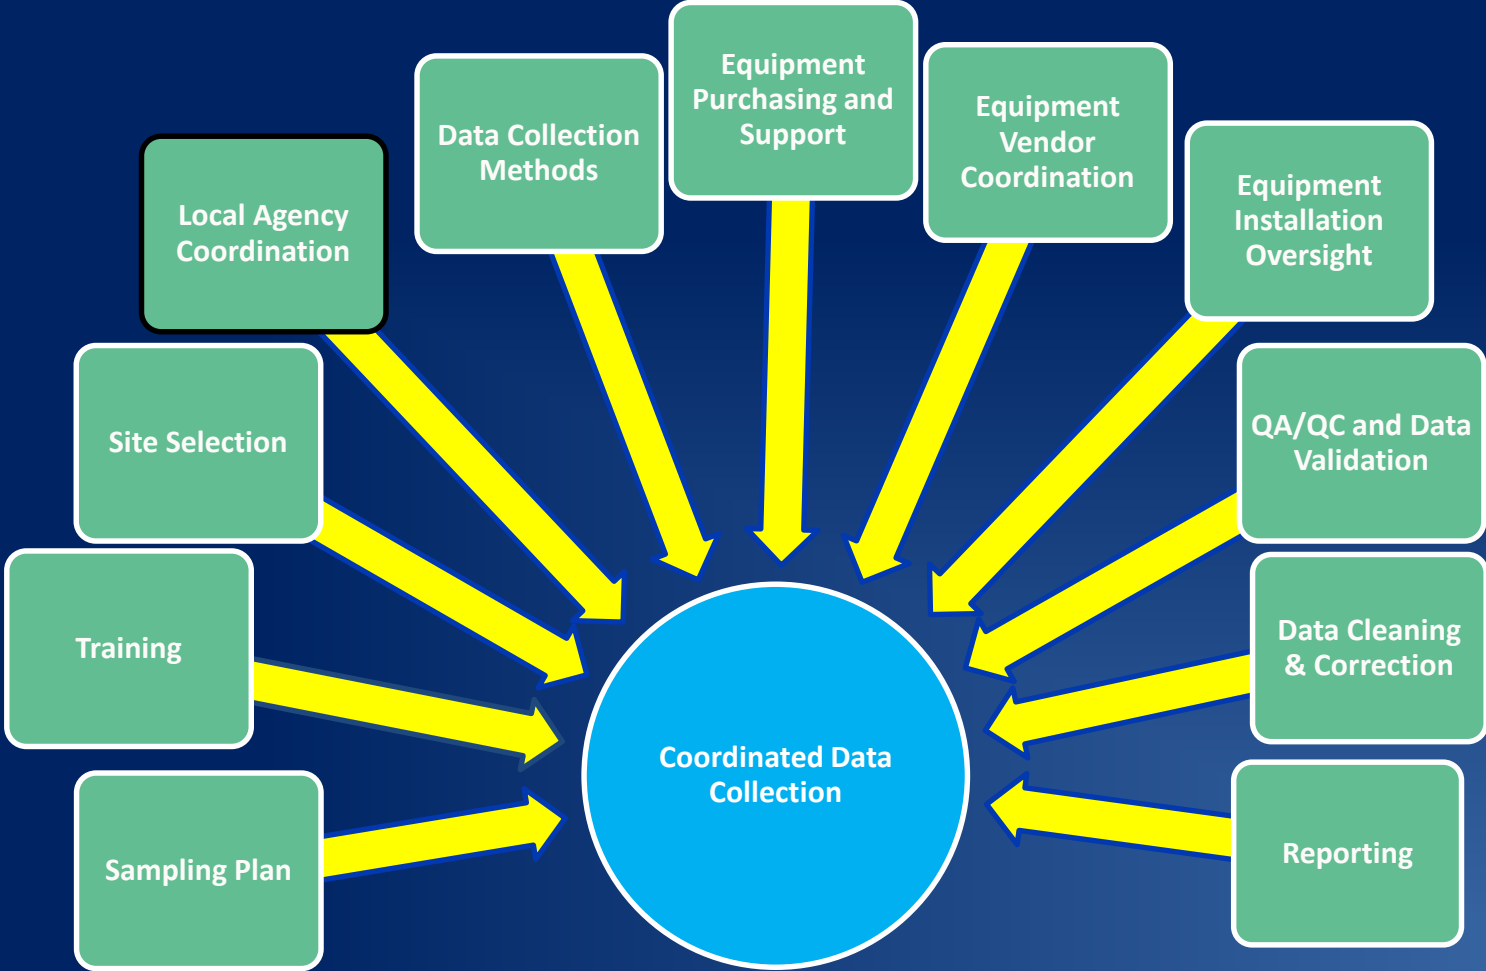 Equipment
Purchasing and
Support
Data Collection
Methods
Equipment
Vendor
Coordination
Local Agency
Coordination
Equipment
Installation
Oversight
Site Selection
QA/QC and Data
Validation
Training
Data Cleaning
& Correction
Coordinated Data
Collection
Sampling Plan
Reporting